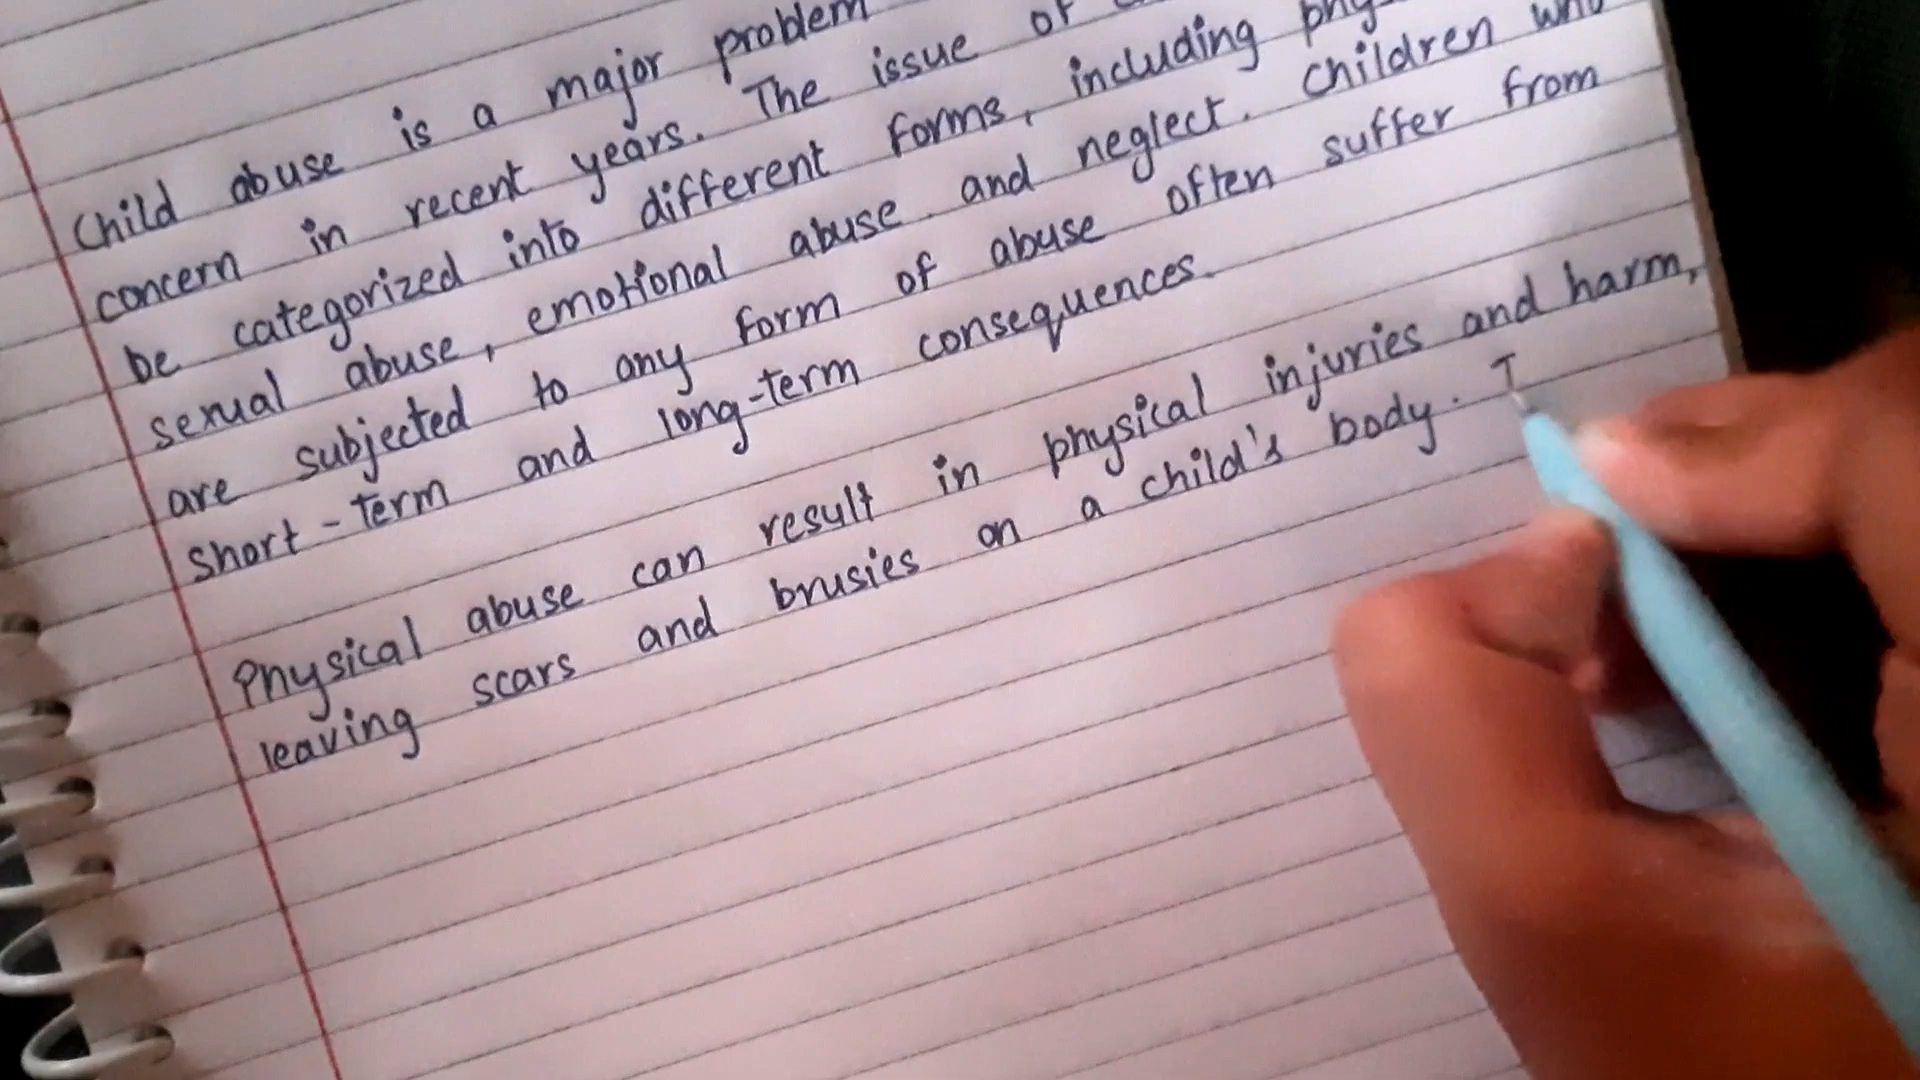 Child abuse is a major problem
concern in recent years. The issue of
be categorized into different forms, including
sexual abuse, emotional abuse and neglect. Children who
are subjected to any form of abuse often suffer from
short-term and long-term consequences.
Physical abuse can result in physical injuries and harm,
leaving scars and brusies on a child's body. T